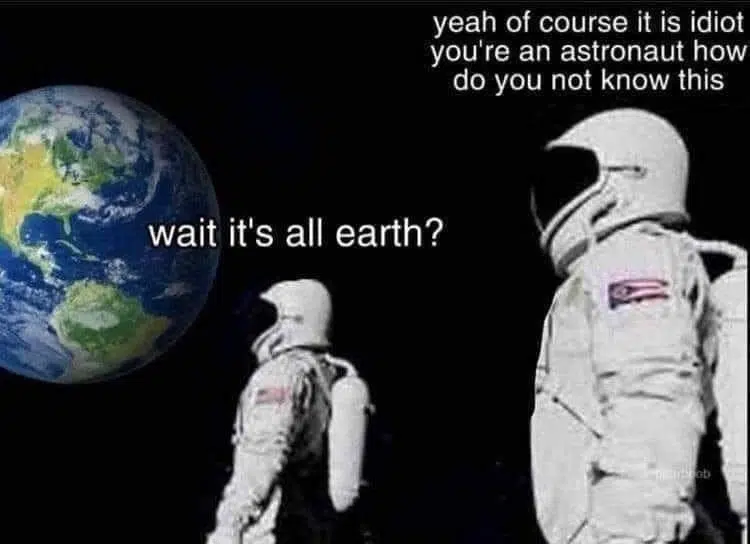 yeah of course it is idiot
you're an astronaut how
do you not know this
wait it's all earth?